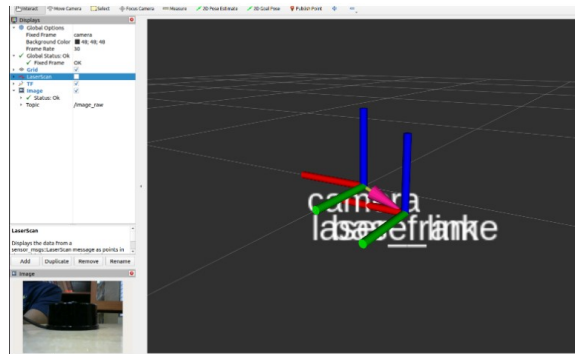 Interact Move Camera Select Focus Camera Measure 2D Pose Estimate 2D Goal Pose Publish Point
Displays
Global Options
Fixed Frame camera
Background Color 48; 48; 48
Frame Rate 30
Global Status: Ok
Fixed Frame OK
Grid
LaserScan
TF
Image
Status: Ok
Topic /image_raw
LaserScan
Displays the data from a
sensor_msgs::LaserScan message as points in
Add Duplicate Remove Rename
Image
camera